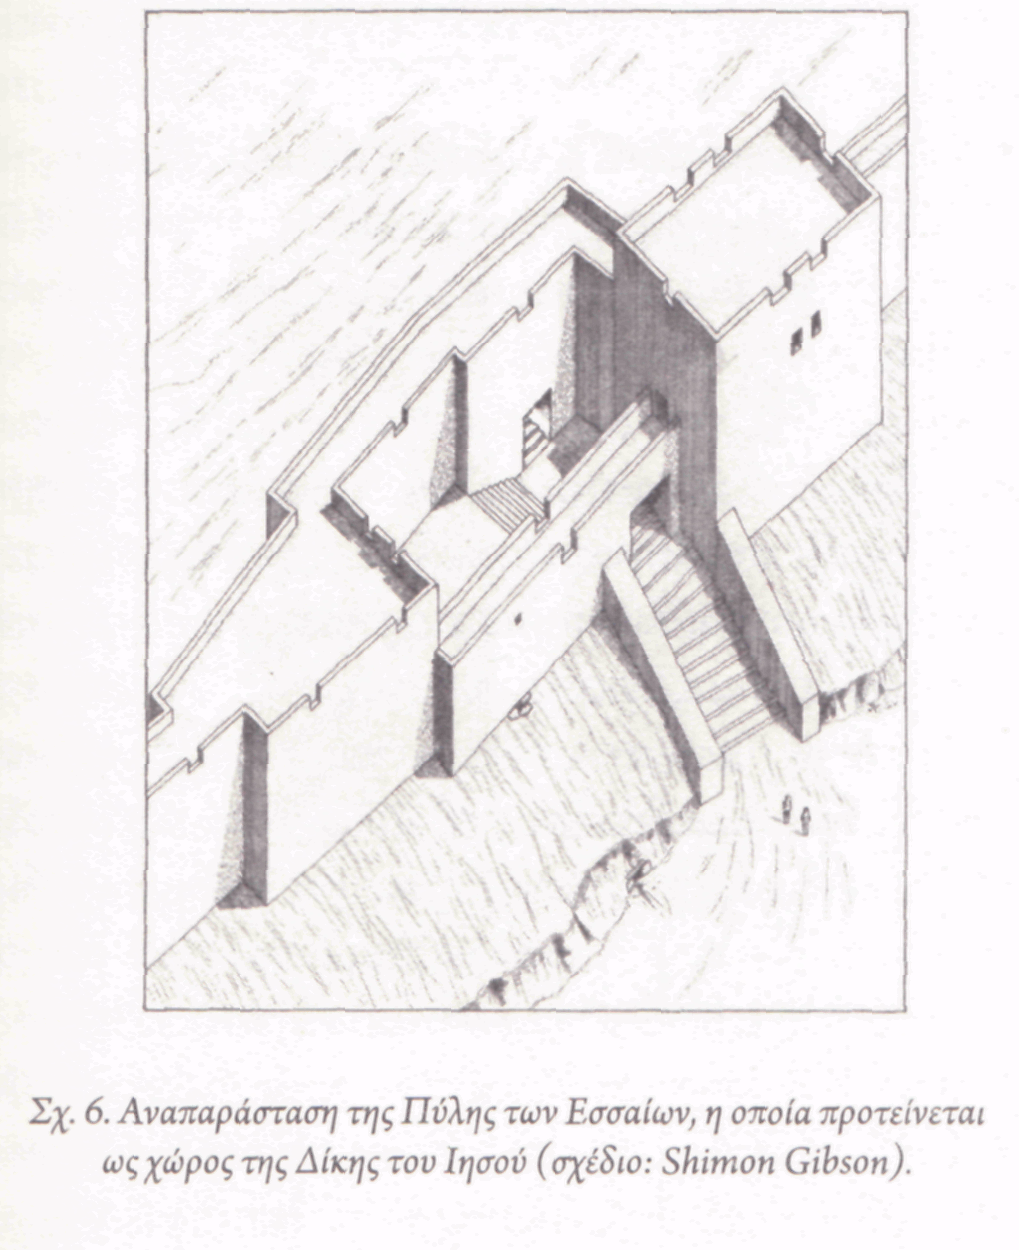 Σχ. 6. Αναπαράσταση της Πύλης των Εσσαίων, η οποία προτείνεται
ως χώρος της Δίκης του Ιησού (σχέδιο: Shimon Gibson).